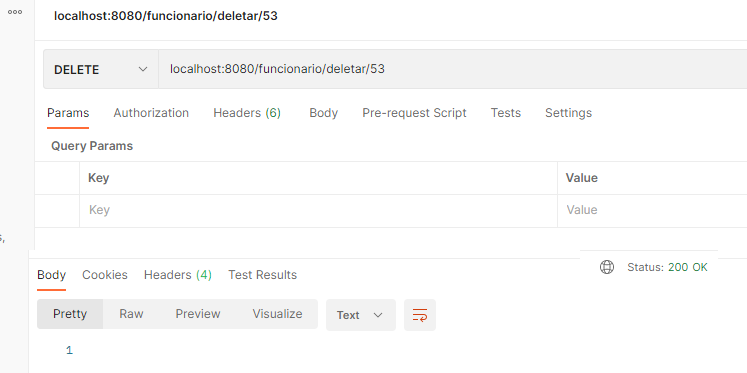 localhost:8080/funcionario/deletar/53
DELETE localhost:8080/funcionario/deletar/53
Params Authorization Headers (6) Body Pre-request Script Tests Settings
Query Params
Key Value
Key Value
s,
Body Cookies Headers (4) Test Results Status: 200 OK
Pretty Raw Preview Visualize Text
1